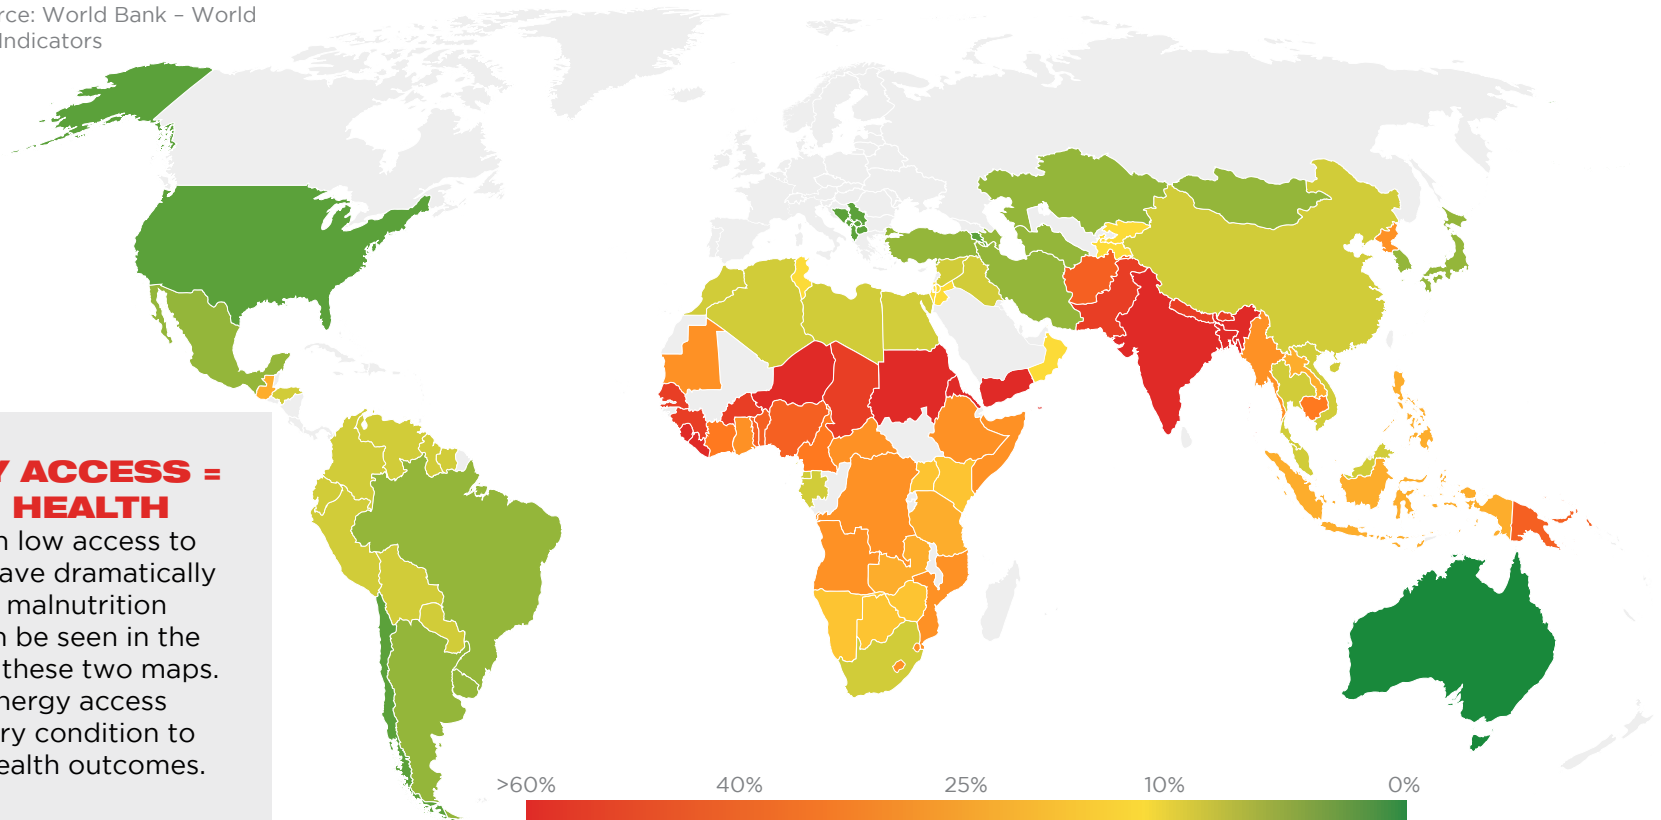 rce: World Bank – World
Indicators
Y ACCESS =
HEALTH
n low access to
ave dramatically
malnutrition
n be seen in the
these two maps.
nergy access
ry condition to
ealth outcomes.
>60% 40% 25% 10% 0%